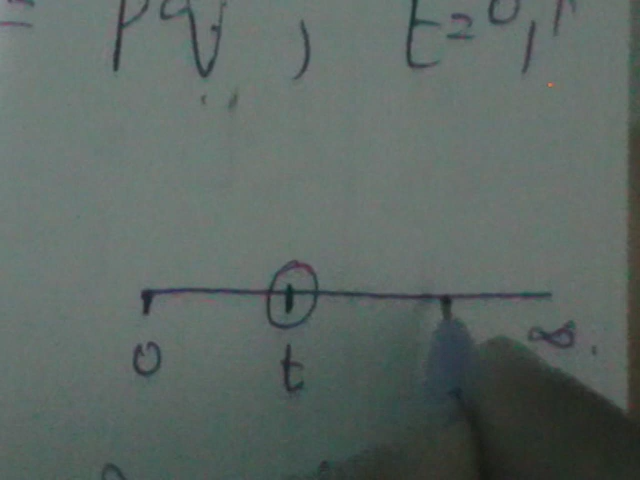 = pq , t=0,1
0 t ∞.